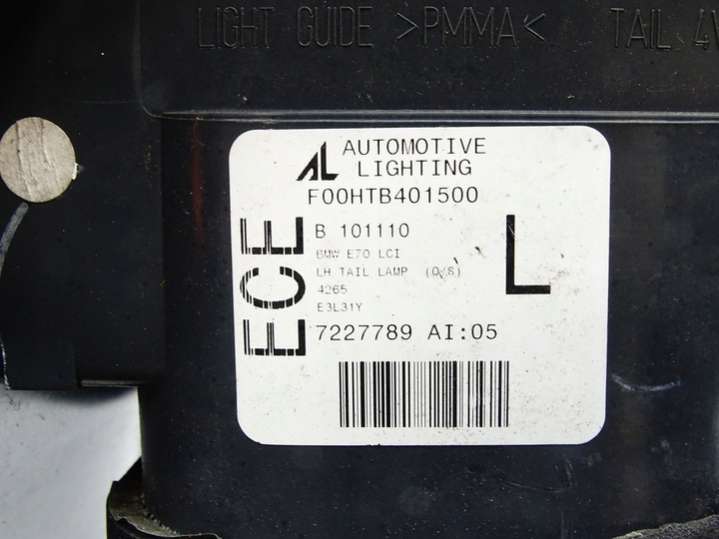 LIGHT GUIDE >PMMA< TAIL 4
AL AUTOMOTIVE
LIGHTING
F00HTB401500
ECE
B 101110
BMW E70 LCI
LH TAIL LAMP (O/S)
4265
E3L31Y
7227789 AI:05
L